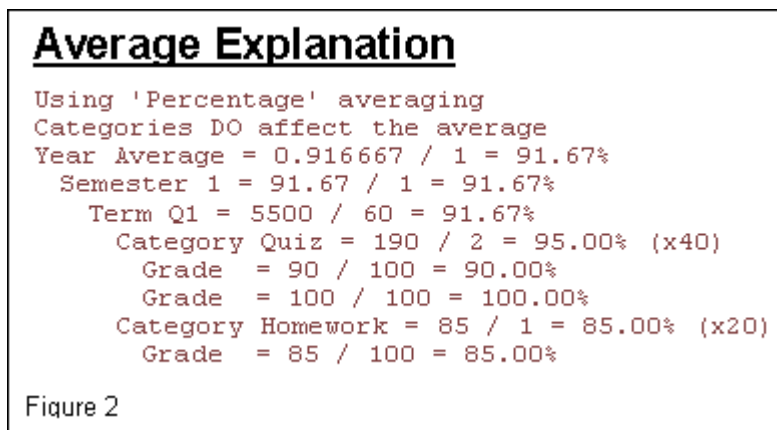 Average Explanation
Using 'Percentage' averaging
Categories DO affect the average
Year Average = 0.916667 / 1 = 91.67%
Semester 1 = 91.67 / 1 = 91.67%
Term Q1 = 5500 / 60 = 91.67%
Category Quiz = 190 / 2 = 95.00% (x40)
Grade = 90 / 100 = 90.00%
Grade = 100 / 100 = 100.00%
Category Homework = 85 / 1 = 85.00% (x20)
Grade = 85 / 100 = 85.00%
Figure 2